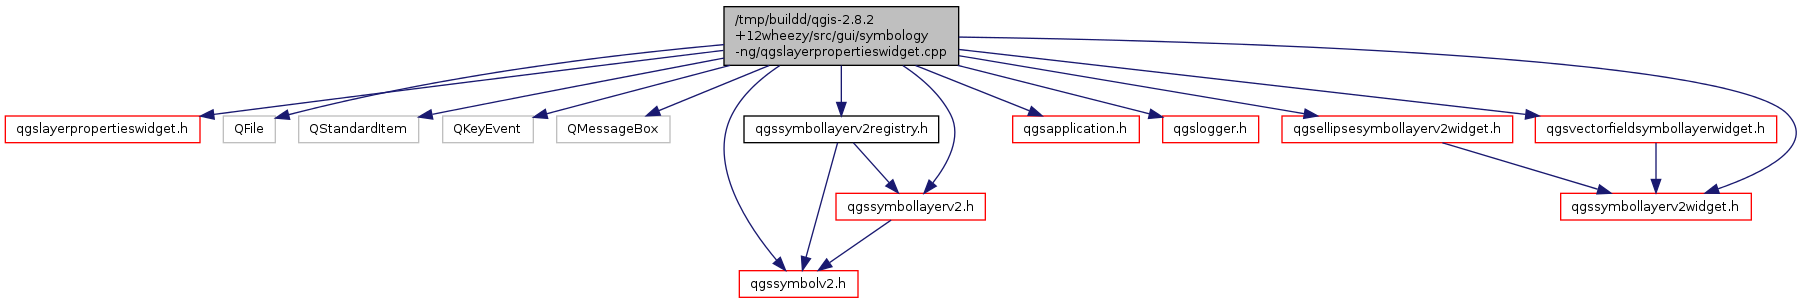 /tmp/buildd/qgis-2.8.2
+12wheezy/src/gui/symbology
-ng/qgslayerpropertieswidget.cpp
qgslayerpropertieswidget.h
QFile
QStandardItem
QKeyEvent
QMessageBox
qgssymbollayerv2registry.h
qgsapplication.h
qgslogger.h
qgsellipsesymbollayerv2widget.h
qgsvectorfieldsymbollayerwidget.h
qgssymbollayerv2.h
qgssymbollayerv2widget.h
qgssymbolv2.h